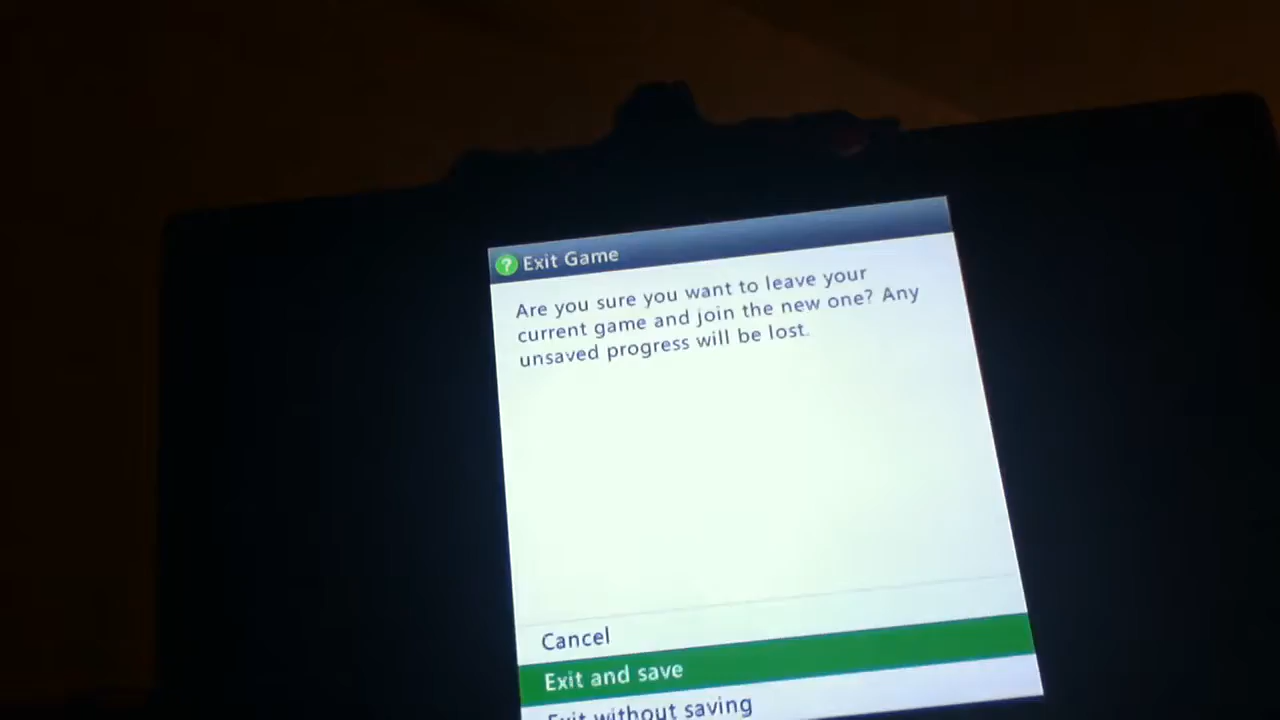 ? Exit Game
Are you sure you want to leave your
current game and join the new one? Any
unsaved progress will be lost.
Cancel
Exit and save
Exit without saving